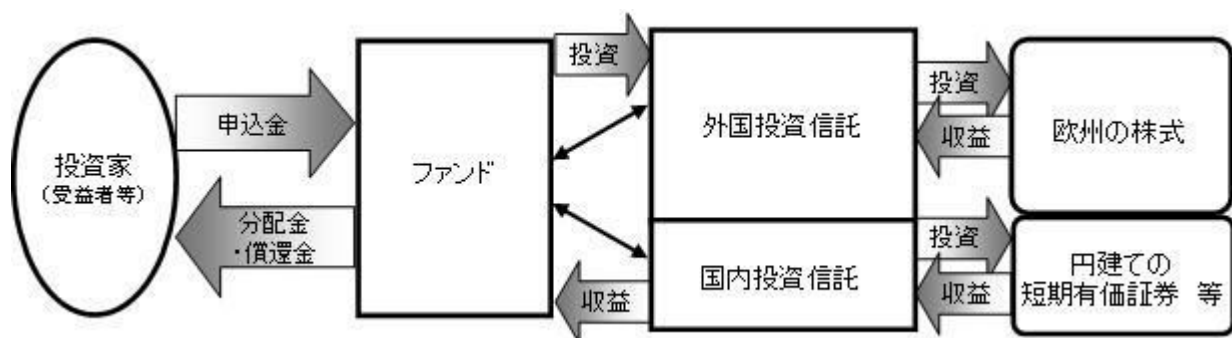 投資家
(受益者等)
申込金
分配金
・償還金
ファンド
投資
収益
外国投資信託
国内投資信託
投資
収益
投資
収益
欧州の株式
円建ての
短期有価証券 等